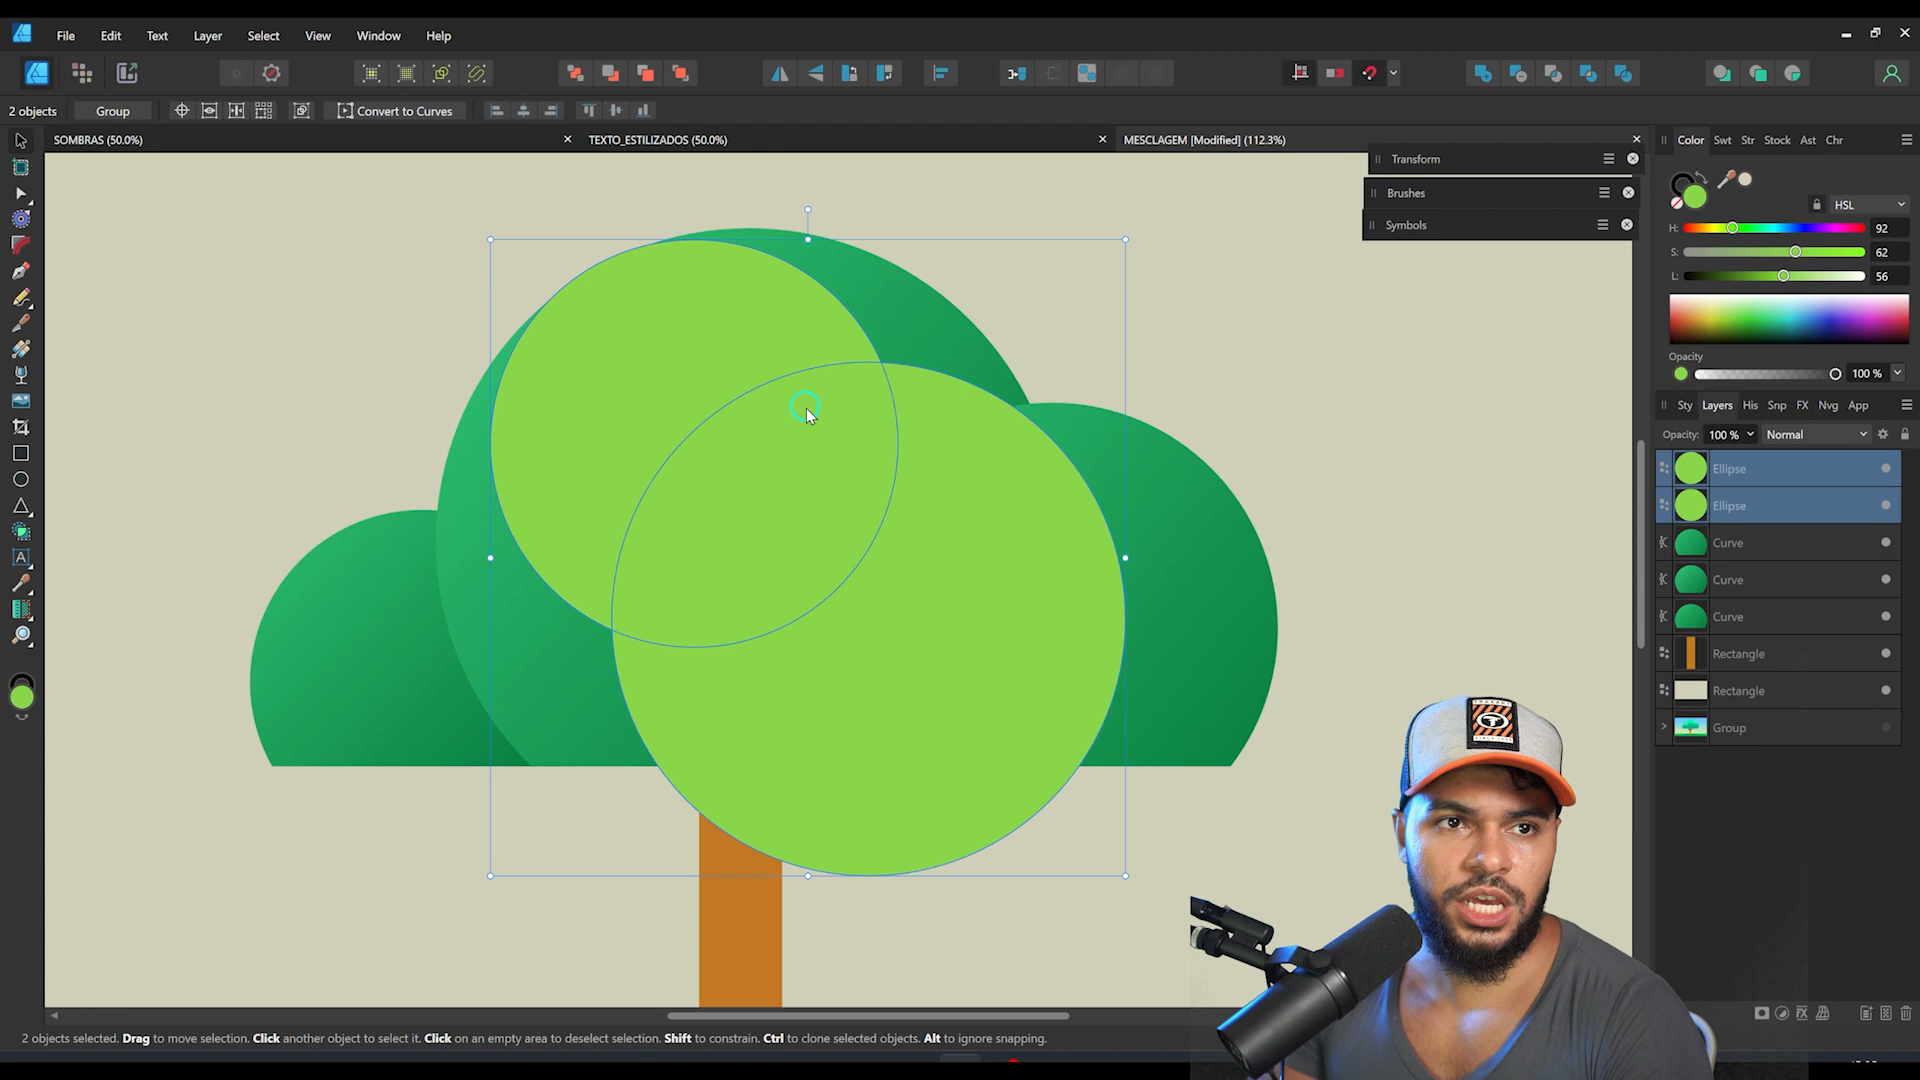 File Edit Text Layer Select View Window Help
2 objects Group Convert to Curves
SOMBRAS (50.0%) TEXTO_ESTILIZADOS (50.0%) MESCLAGEM [Modified] (112.3%)
Transform
Brushes
Symbols
Color Swt Str Stock Ast Chr
HSL
H: 92
S: 62
L: 56
Opacity
100 %
Sty Layers His Snp FX Nvg App
Opacity: 100 % Normal
Ellipse
Ellipse
Curve
Curve
Curve
Rectangle
Rectangle
Group
2 objects selected. Drag to move selection. Click another object to select it. Click on an empty area to deselect selection. Shift to constrain. Ctrl to clone selected objects. Alt to ignore snapping.